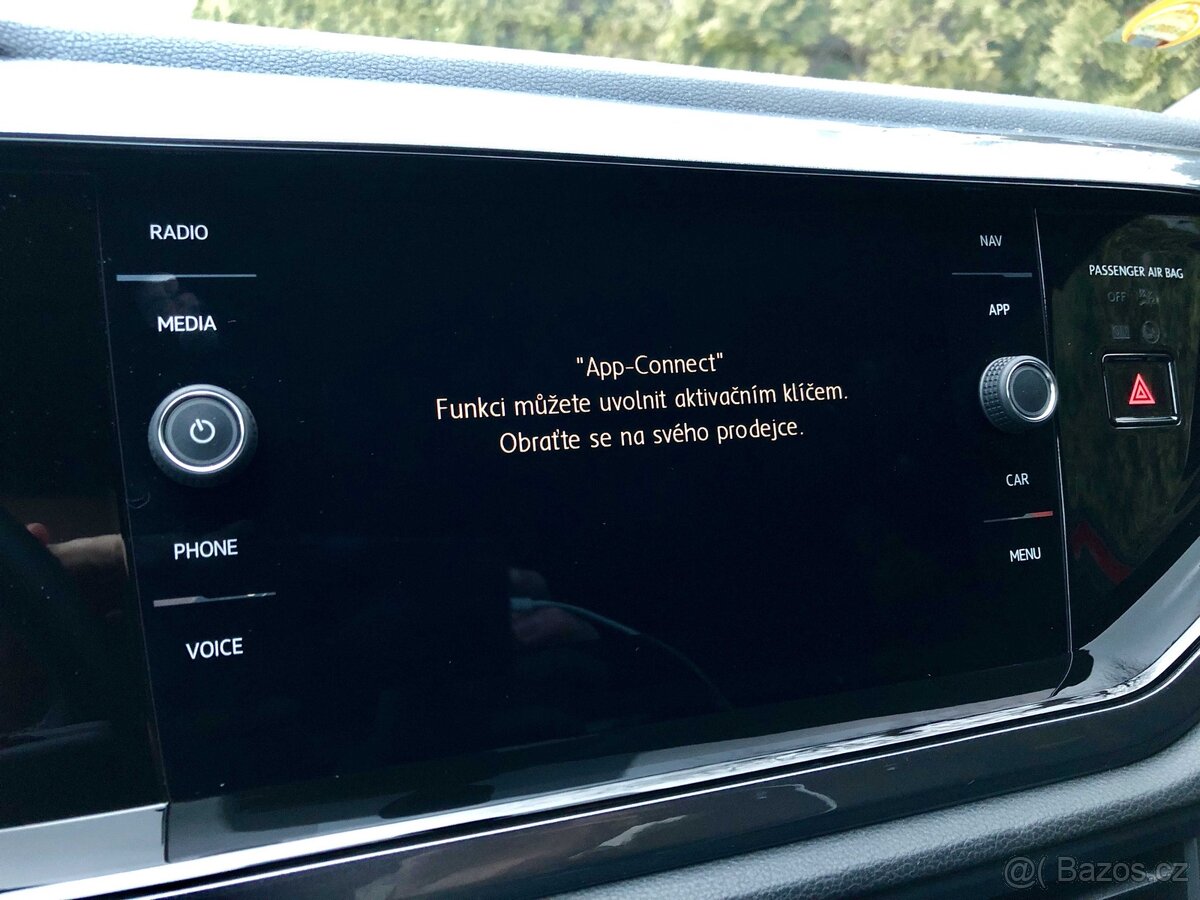 RADIO
MEDIA
PHONE
VOICE
"App-Connect"
Funkci můžete uvolnit aktivačním klíčem.
Obraťte se na svého prodejce.
NAV
APP
CAR
MENU
PASSENGER AIR BAG
OFF
@( Bazos.cz